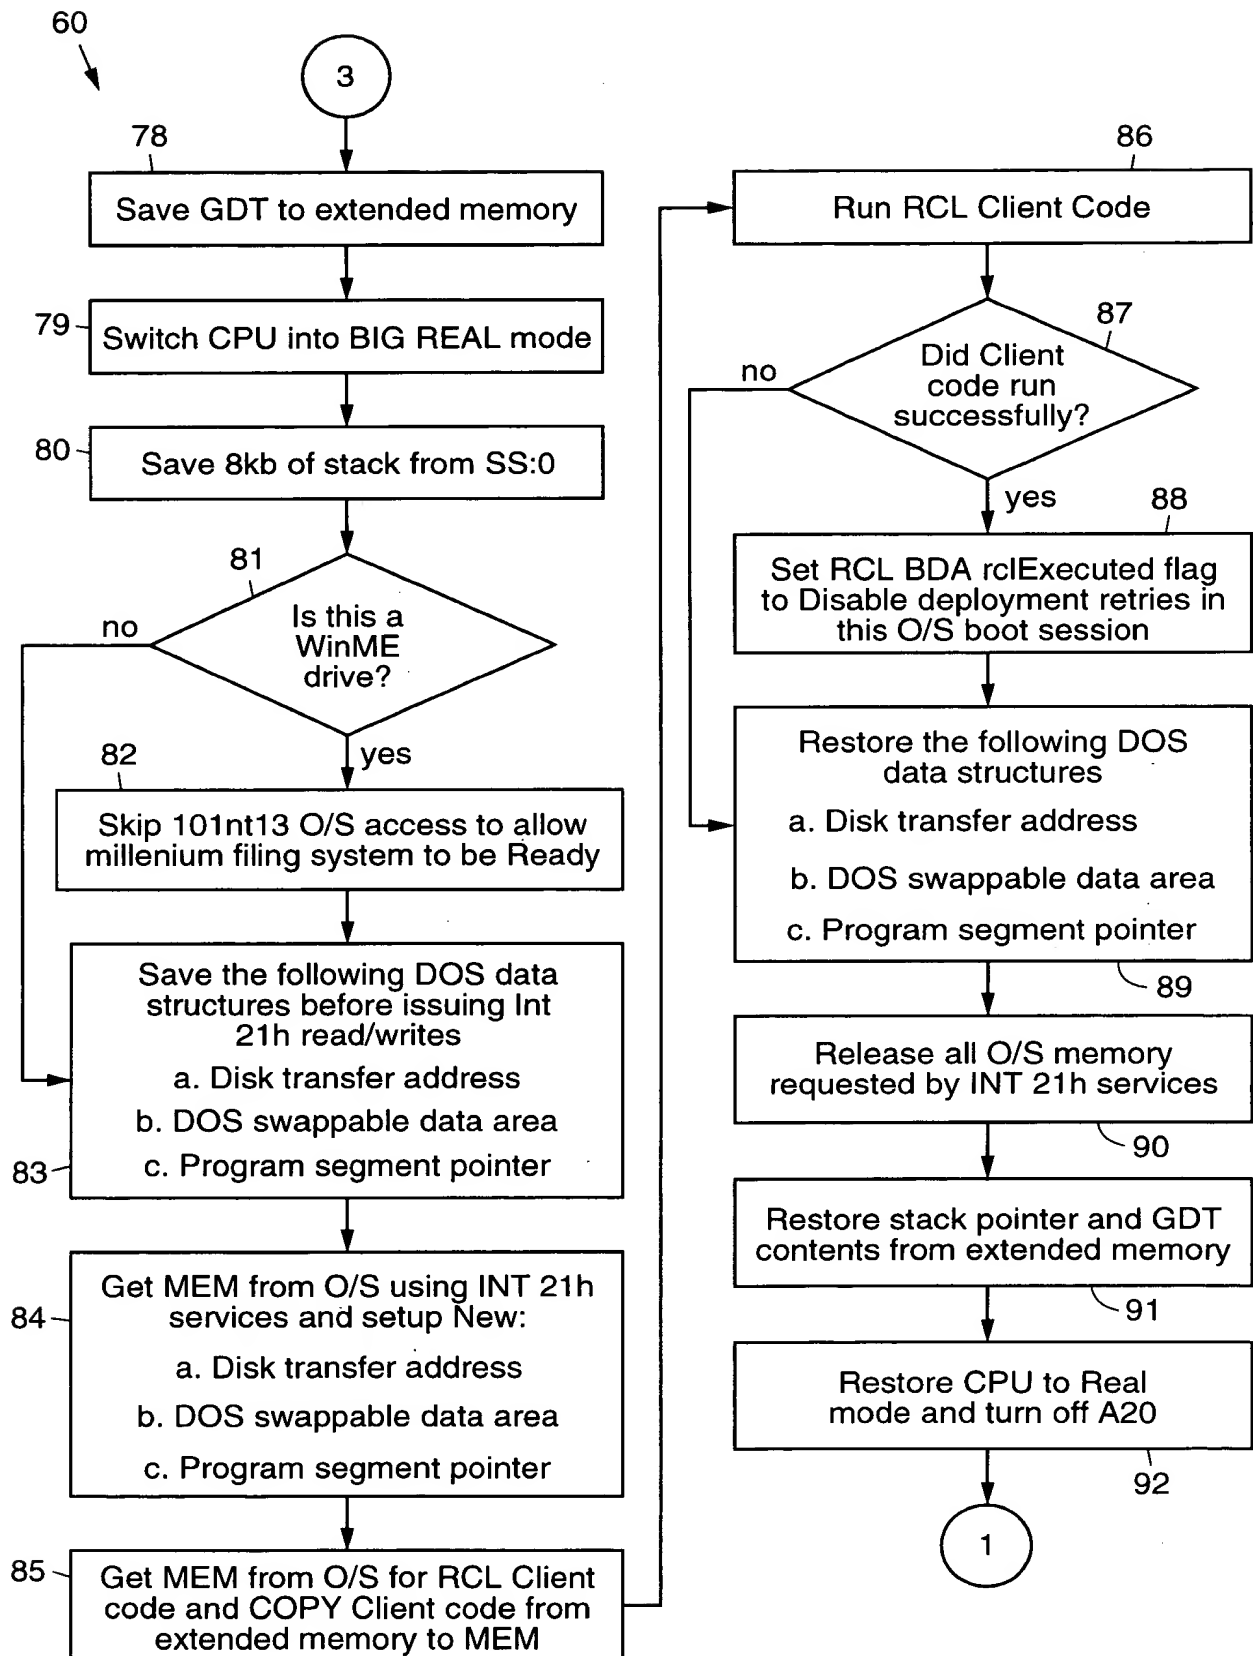 60
3
78
Save GDT to extended memory
79
Switch CPU into BIG REAL mode
80
Save 8kb of stack from SS:0
81
Is this a
WinME
drive?
no
yes
82
Skip 101nt13 O/S access to allow
millenium filing system to be Ready
Save the following DOS data
structures before issuing Int
21h read/writes
a. Disk transfer address
b. DOS swappable data area
c. Program segment pointer
83
Get MEM from O/S using INT 21h
services and setup New:
84
a. Disk transfer address
b. DOS swappable data area
c. Program segment pointer
85
Get MEM from O/S for RCL Client
code and COPY Client code from
extended memory to MEM
86
Run RCL Client Code
87
Did Client
code run
successfully?
no
yes
88
Set RCL BDA rclExecuted flag
to Disable deployment retries in
this O/S boot session
Restore the following DOS
data structures
a. Disk transfer address
b. DOS swappable data area
c. Program segment pointer
89
Release all O/S memory
requested by INT 21h services
90
Restore stack pointer and GDT
contents from extended memory
91
Restore CPU to Real
mode and turn off A20
92
1